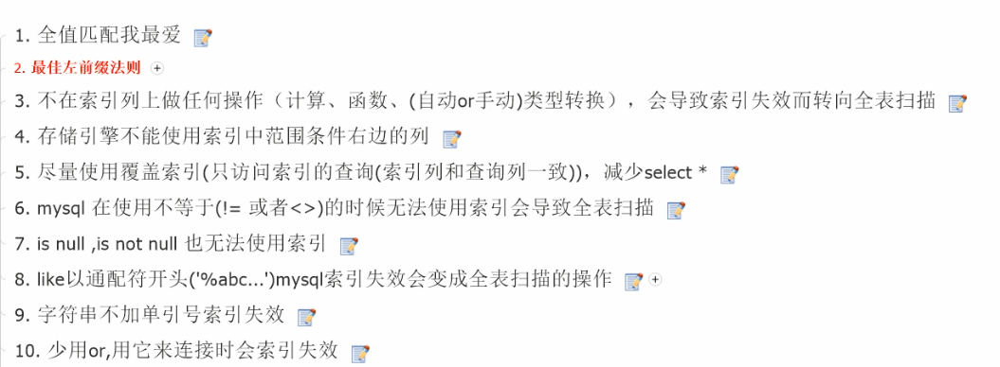 1. 全值匹配我最爱
2. 最佳左前缀法则
3. 不在索引列上做任何操作（计算、函数、(自动or手动)类型转换），会导致索引失效而转向全表扫描
4. 存储引擎不能使用索引中范围条件右边的列
5. 尽量使用覆盖索引(只访问索引的查询(索引列和查询列一致))，减少select *
6. mysql 在使用不等于(!= 或者<>)的时候无法使用索引会导致全表扫描
7. is null ,is not null 也无法使用索引
8. like以通配符开头('%abc...')mysql索引失效会变成全表扫描的操作
9. 字符串不加单引号索引失效
10. 少用or,用它来连接时会索引失效